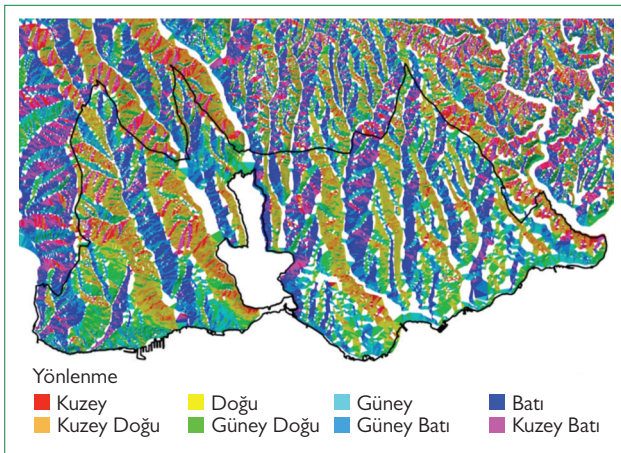 Yönlenme
Kuzey
Doğu
Güney
Batı
Kuzey Doğu
Güney Doğu
Güney Batı
Kuzey Batı